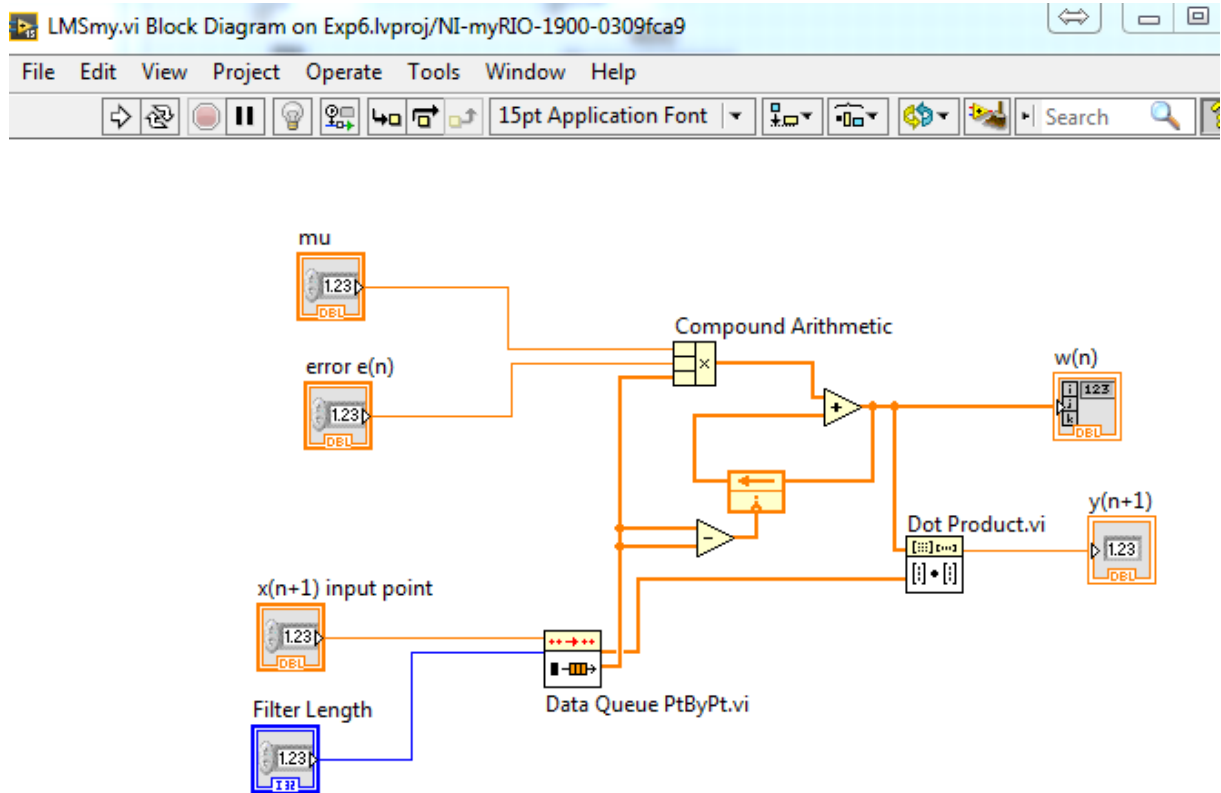 LMSmy.vi Block Diagram on Exp6.lvproj/NI-myRIO-1900-0309fca9
File Edit View Project Operate Tools Window Help
15pt Application Font Search
mu
1.23
DBL
Compound Arithmetic
error e(n)
1.23
DBL
w(n)
i 123
j
k
DBL
Dot Product.vi
y(n+1)
1.23
DBL
x(n+1) input point
1.23
DBL
Data Queue PtByPt.vi
Filter Length
1.23
I32